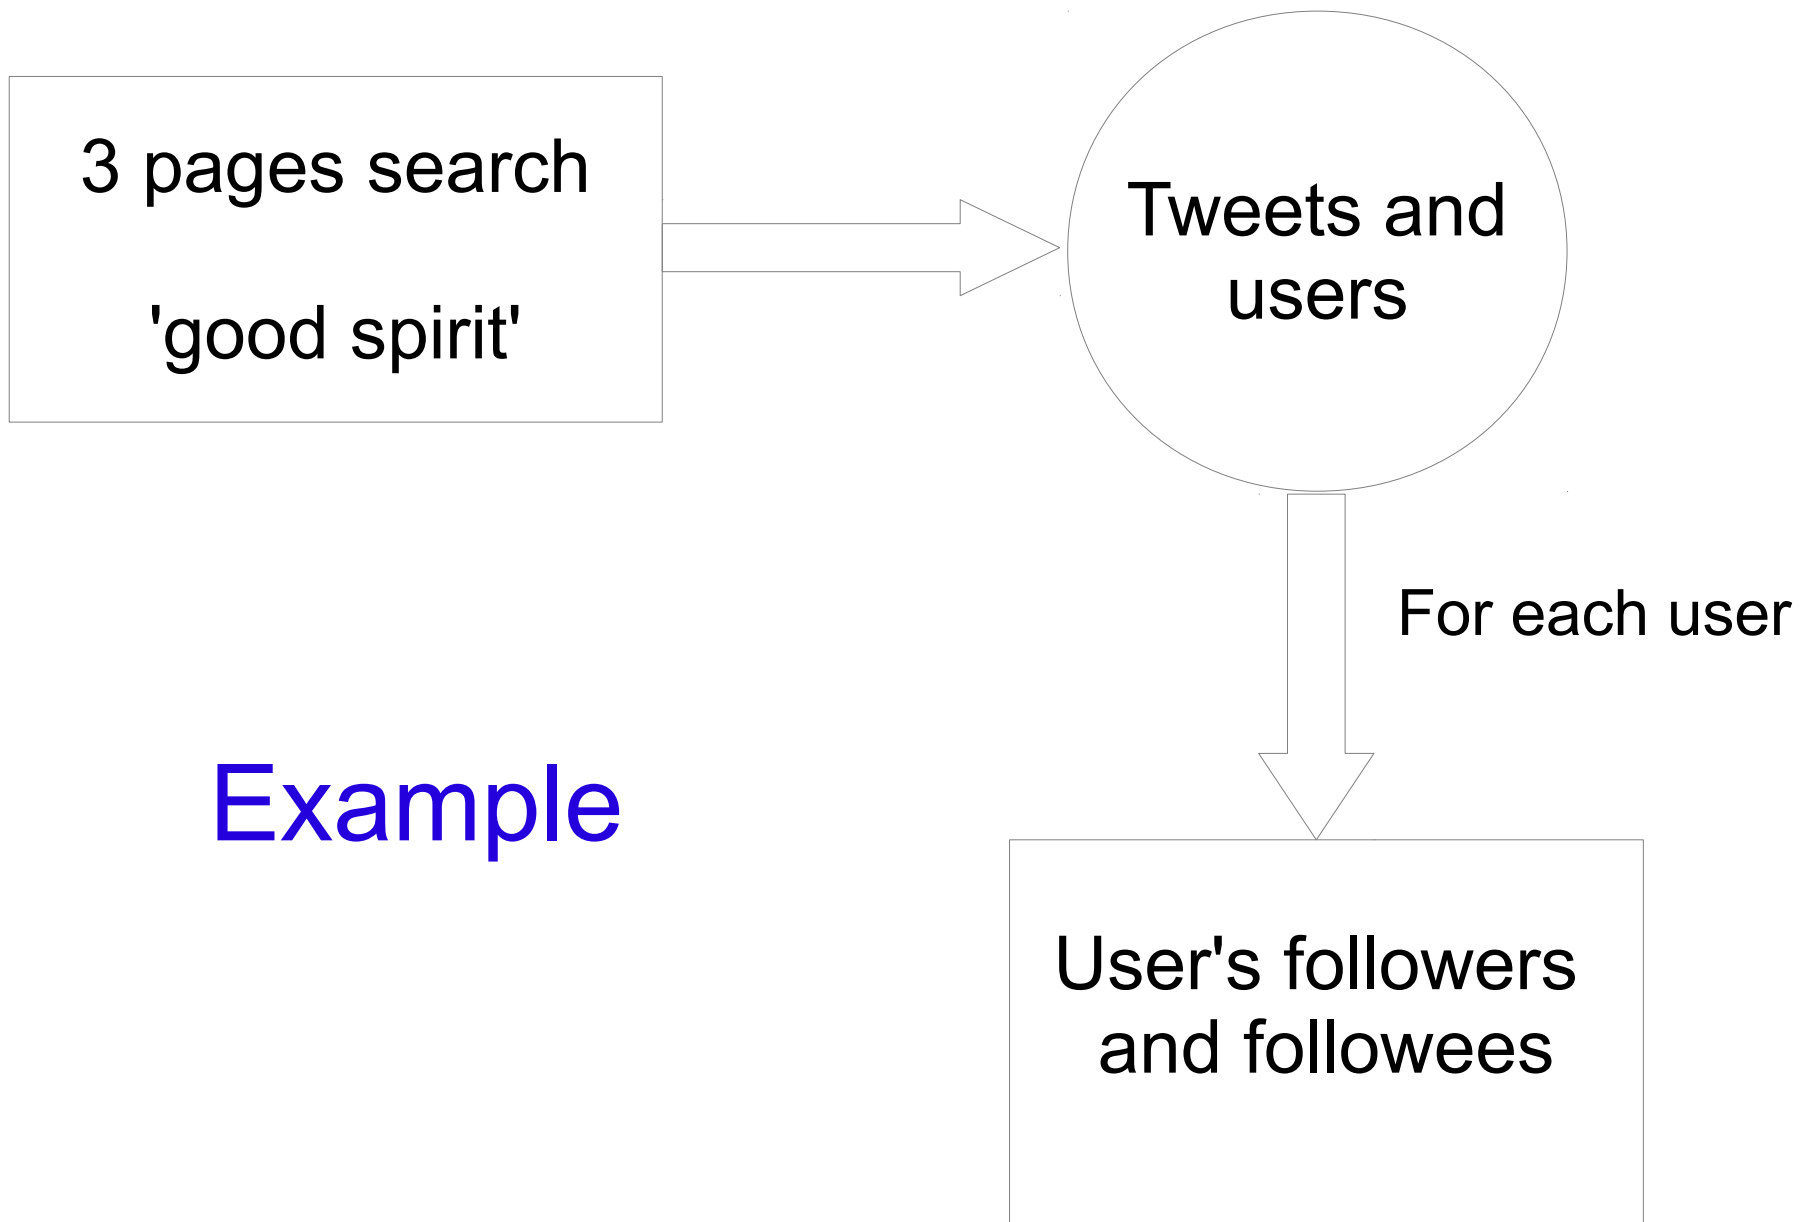 3 pages search
'good spirit'
Tweets and
users
For each user
Example
User's followers
and followees